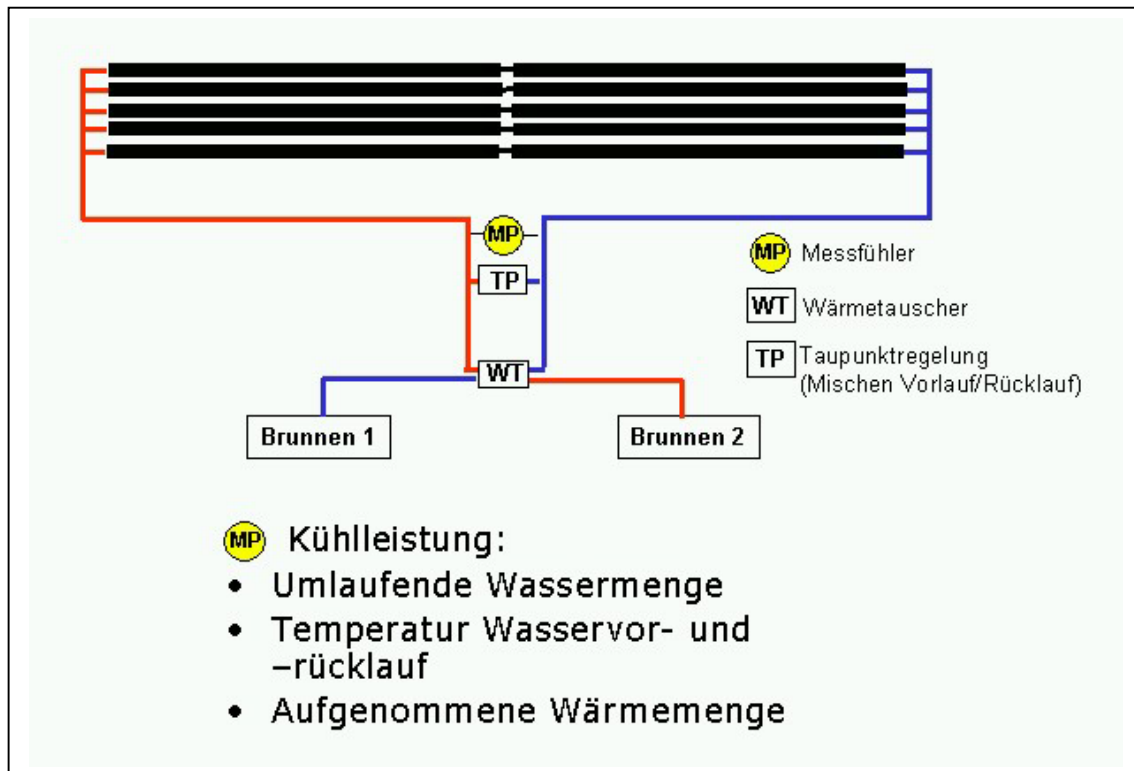 MP
TP
WT
Brunnen 1
Brunnen 2
MP Messfühler
WT Wärmetauscher
TP Taupunktregelung
(Mischen Vorlauf/Rücklauf)
MP Kühlleistung:
• Umlaufende Wassermenge
• Temperatur Wasservor- und
–rücklauf
• Aufgenommene Wärmemenge